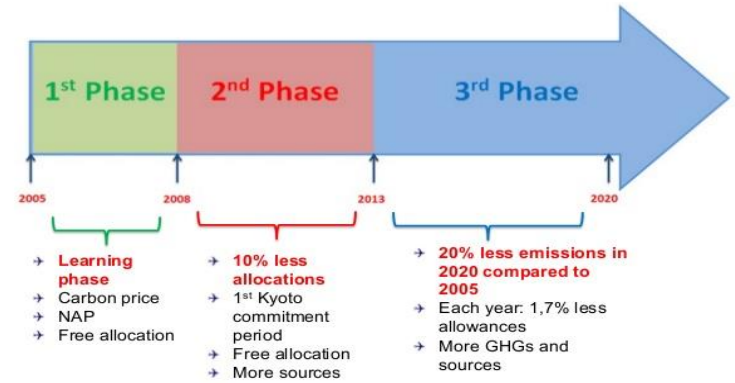 1st Phase
2nd Phase
3rd Phase
2005
2008
2013
2020
Learning
phase
Carbon price
NAP
Free allocation
10% less
allocations
1st Kyoto
commitment
period
Free allocation
More sources
20% less emissions in
2020 compared to
2005
Each year: 1,7% less
allowances
More GHGs and
sources